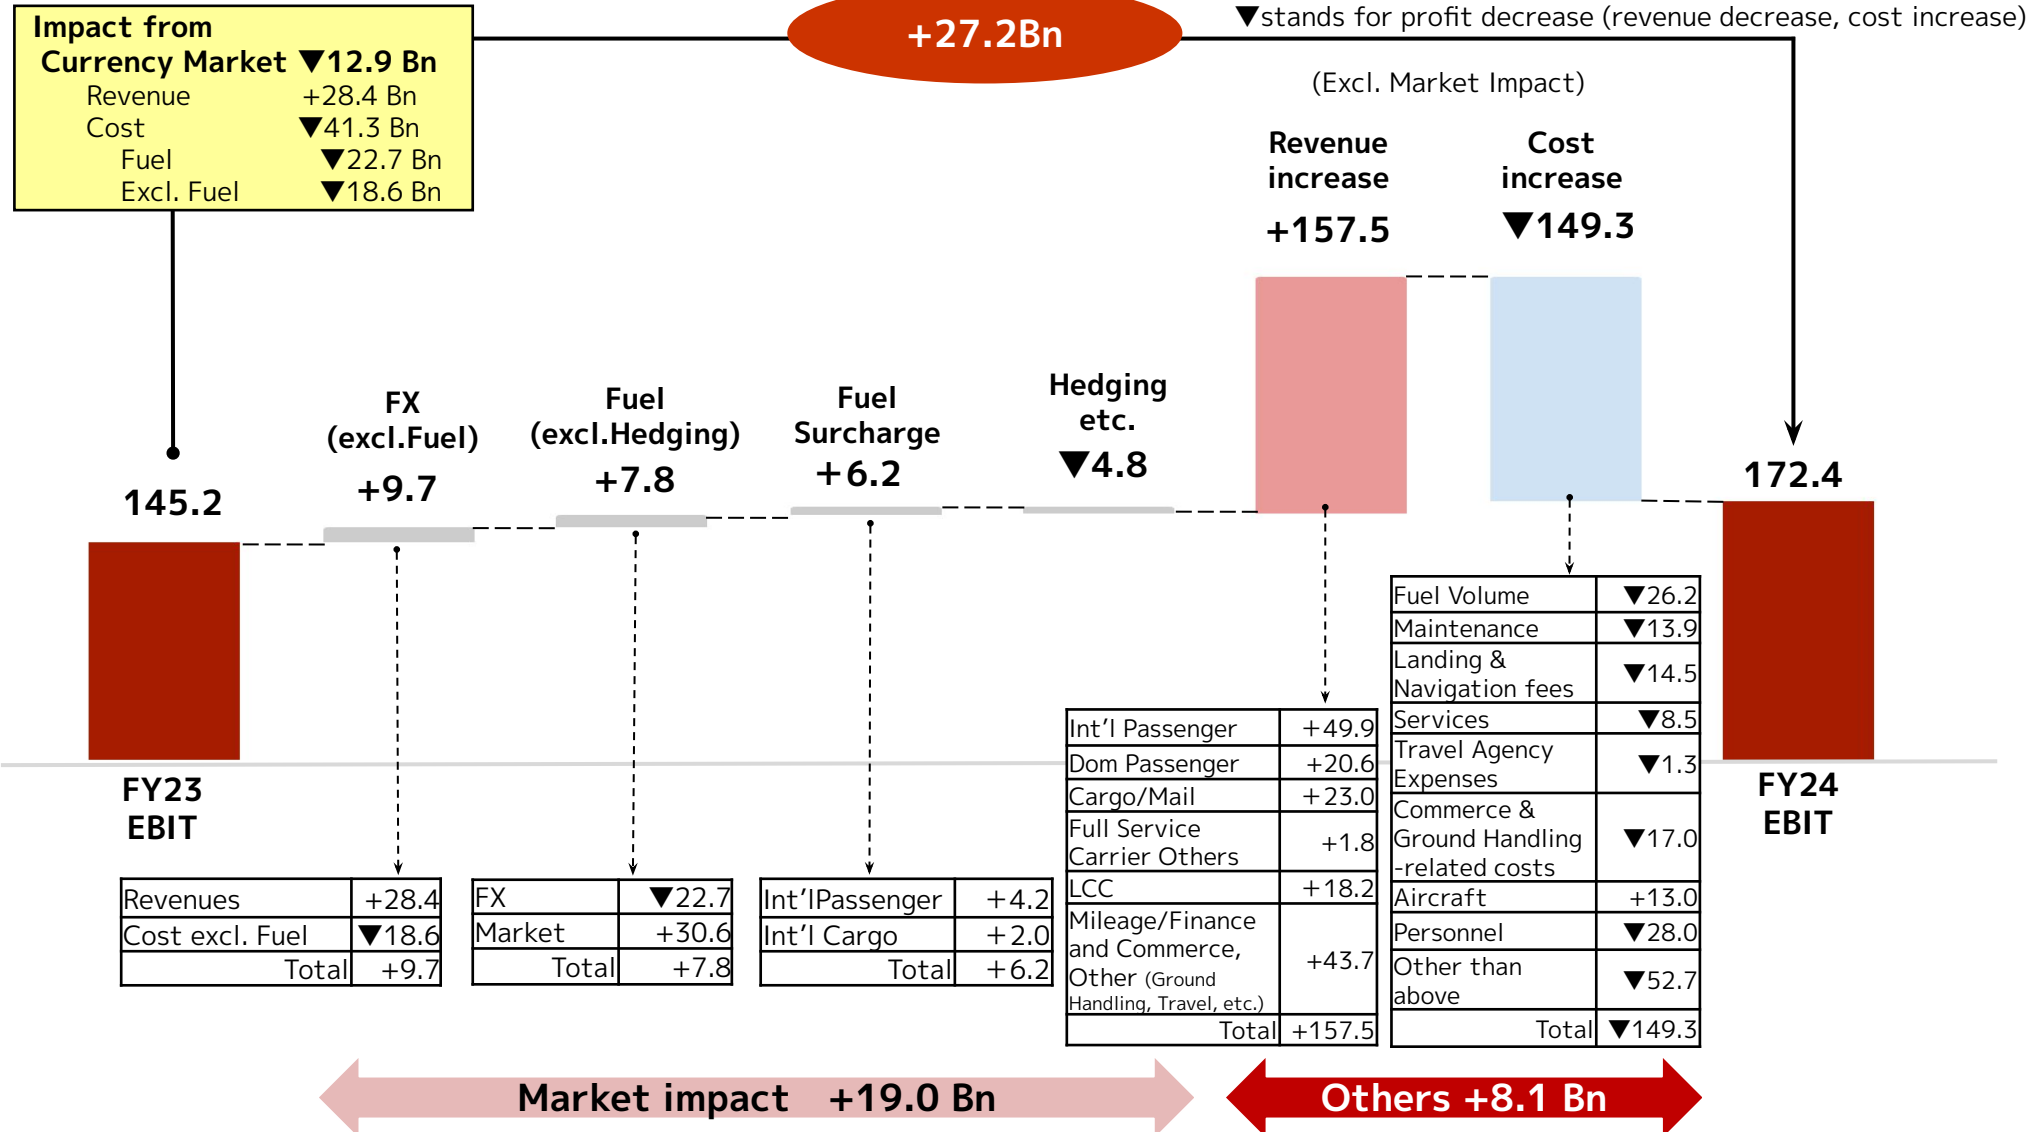 Impact from
Currency Market ▼12.9 Bn
Revenue +28.4 Bn
Cost ▼41.3 Bn
Fuel ▼22.7 Bn
Excl. Fuel ▼18.6 Bn
+27.2Bn
▼stands for profit decrease (revenue decrease, cost increase)
(Excl. Market Impact)
Revenue
increase
+157.5
Cost
increase
▼149.3
145.2
FX
(excl.Fuel)
+9.7
Fuel
(excl.Hedging)
+7.8
Fuel
Surcharge
+6.2
Hedging
etc.
▼4.8
172.4
FY23
EBIT
FY24
EBIT
Revenues +28.4
Cost excl. Fuel ▼18.6
Total +9.7
FX ▼22.7
Market +30.6
Total +7.8
Int'lPassenger +4.2
Int'l Cargo +2.0
Total +6.2
Int'l Passenger +49.9
Dom Passenger +20.6
Cargo/Mail +23.0
Full Service
Carrier Others +1.8
LCC +18.2
Mileage/Finance
and Commerce,
Other (Ground
Handling, Travel, etc.) +43.7
Total +157.5
Fuel Volume ▼26.2
Maintenance ▼13.9
Landing &
Navigation fees ▼14.5
Services ▼8.5
Travel Agency
Expenses ▼1.3
Commerce &
Ground Handling
-related costs ▼17.0
Aircraft +13.0
Personnel ▼28.0
Other than
above ▼52.7
Total ▼149.3
Market impact +19.0 Bn
Others +8.1 Bn